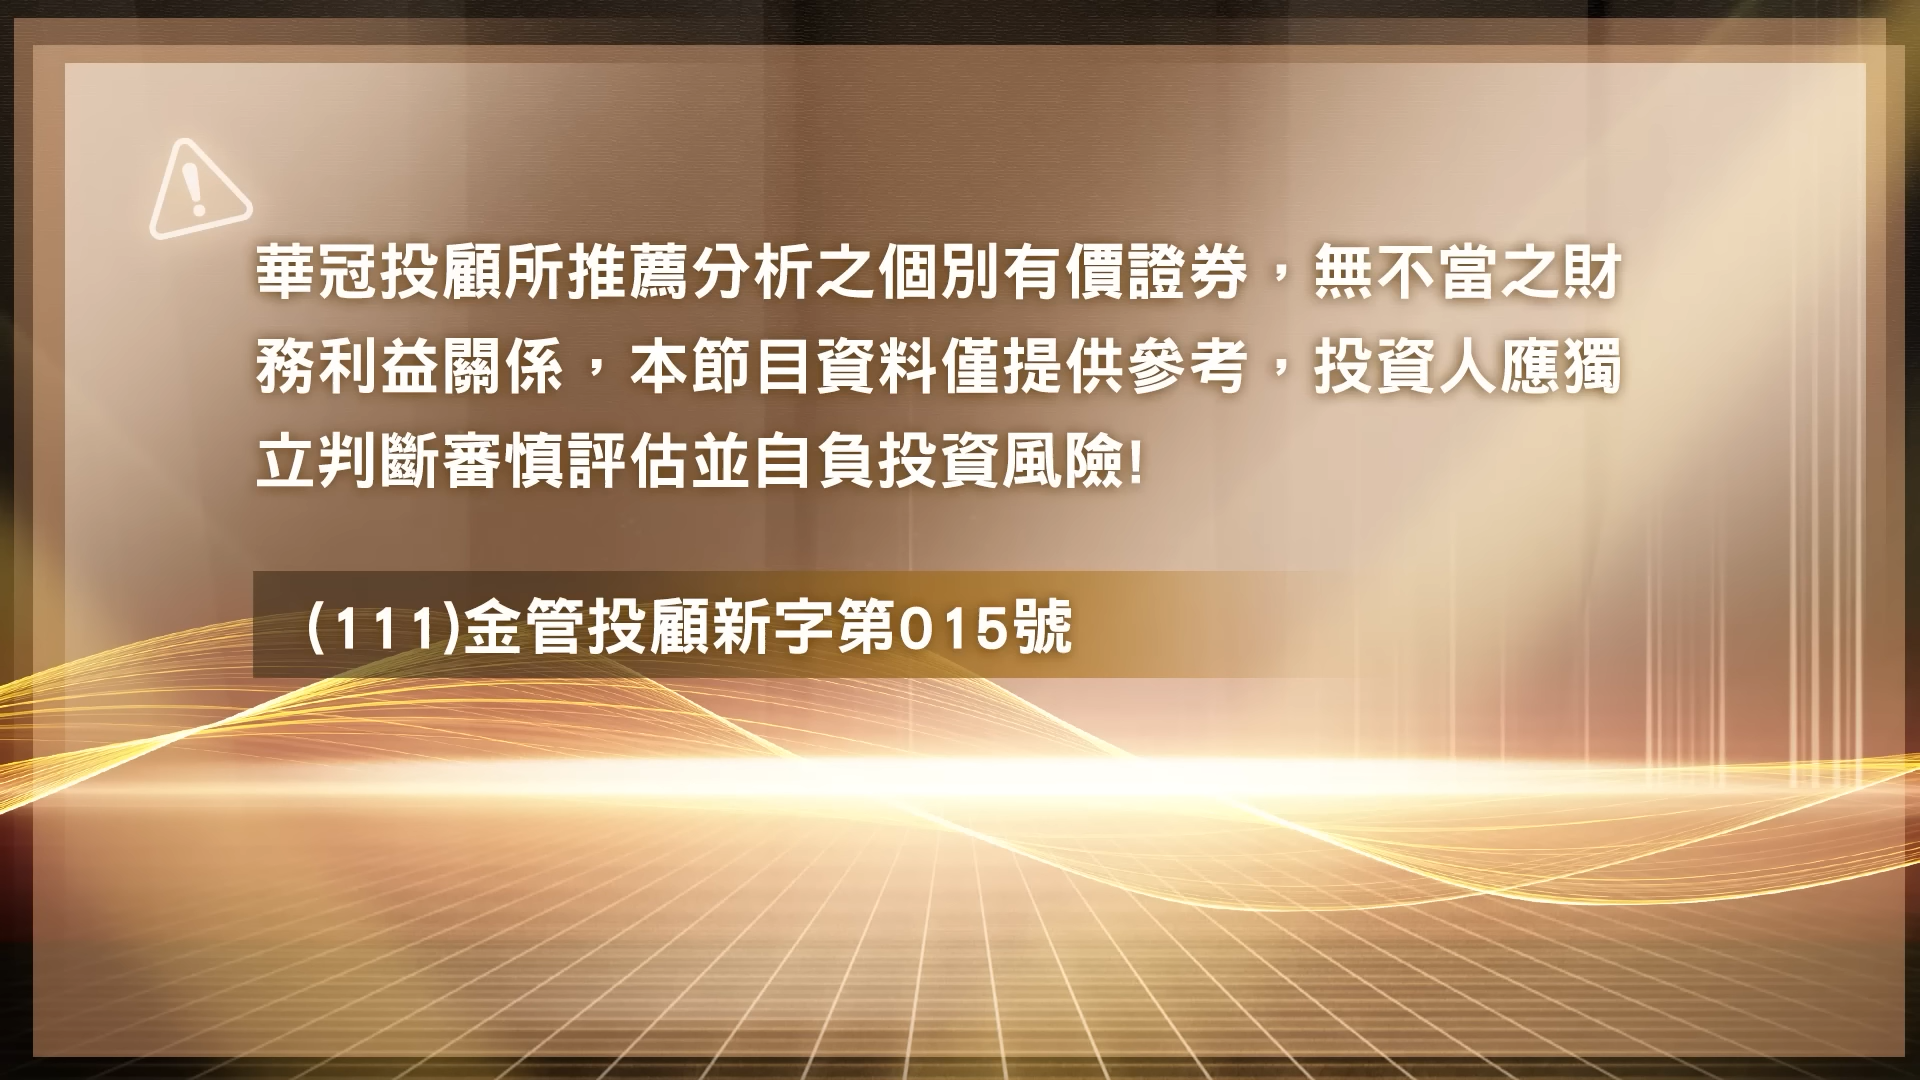 華冠投顧所推薦分析之個別有價證券，無不當之財
務利益關係，本節目資料僅提供參考，投資人應獨
立判斷審慎評估並自負投資風險!
(111)金管投顧新字第015號